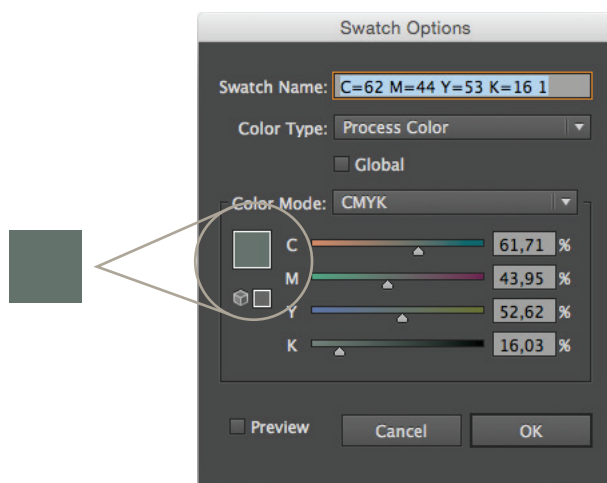 Swatch Options
Swatch Name: C=62 M=44 Y=53 K=16 1
Color Type: Process Color
Global
Color Mode: CMYK
C 61,71 %
M 43,95 %
Y 52,62 %
K 16,03 %
Preview Cancel OK